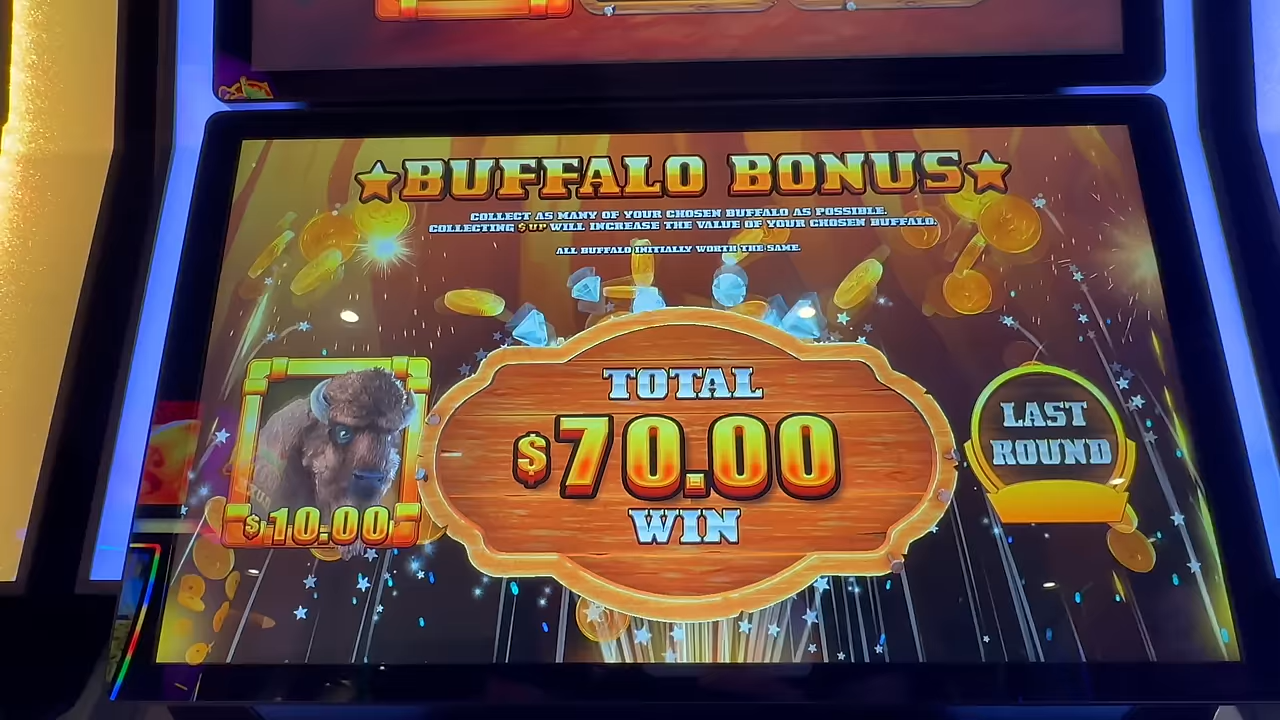 BUFFALO BONUS
COLLECT AS MANY OF YOUR CHOSEN BUFFALO AS POSSIBLE.
COLLECTING $UP WILL INCREASE THE VALUE OF YOUR CHOSEN BUFFALO.
ALL BUFFALO INITIALLY WORTH THE SAME.
TOTAL
$70.00
WIN
$10.00
LAST
ROUND